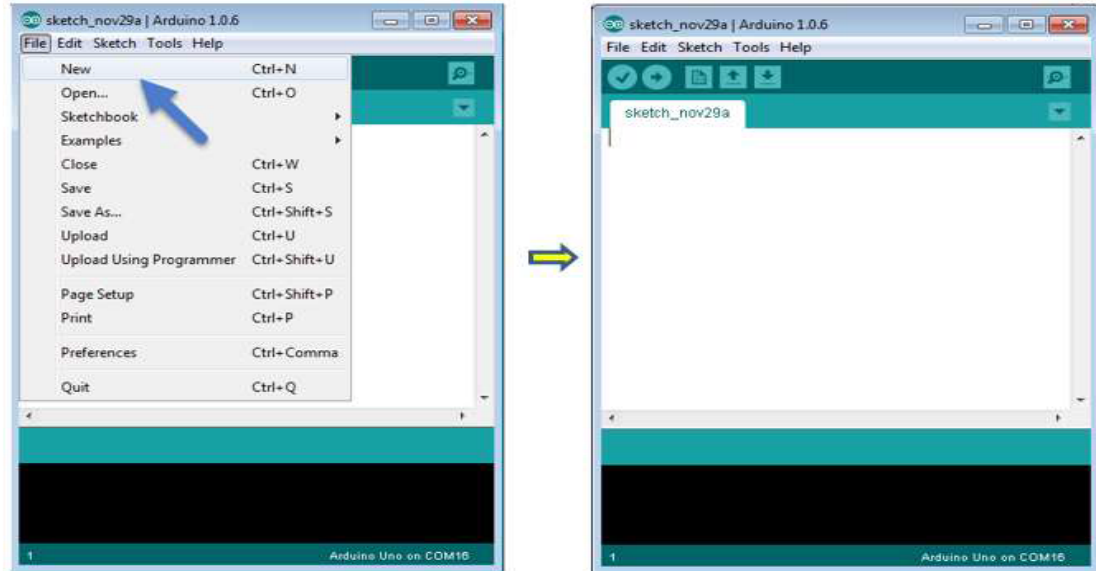 sketch_nov29a | Arduino 1.0.6
File Edit Sketch Tools Help
New Ctrl+N
Open... Ctrl+O
Sketchbook
Examples
Close Ctrl+W
Save Ctrl+S
Save As... Ctrl+Shift+S
Upload Ctrl+U
Upload Using Programmer Ctrl+Shift+U
Page Setup Ctrl+Shift+P
Print Ctrl+P
Preferences Ctrl+Comma
Quit Ctrl+Q
1 Arduino Uno on COM16
sketch_nov29a | Arduino 1.0.6
File Edit Sketch Tools Help
sketch_nov29a
1 Arduino Uno on COM16